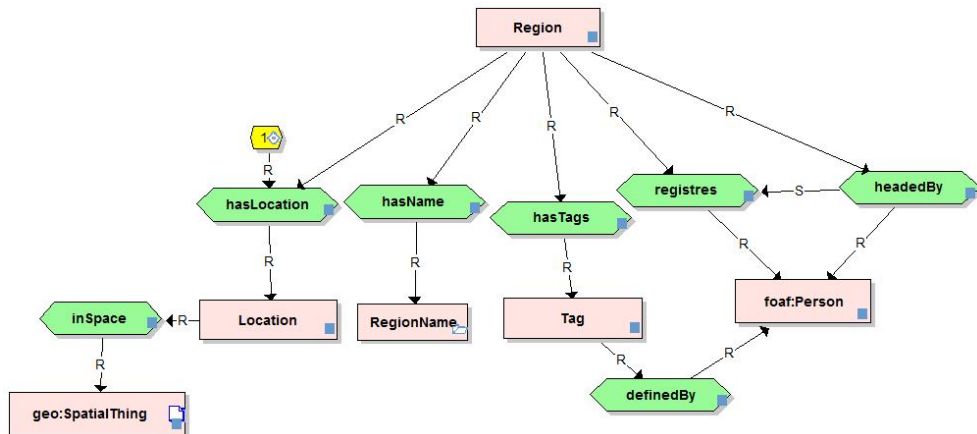 Region
R
R
R
R
R
1
R
hasLocation
hasName
hasTags
registres
S
headedBy
R
R
R
R
R
inSpace
R
Location
RegionName
Tag
foaf:Person
R
R
R
geo:SpatialThing
definedBy